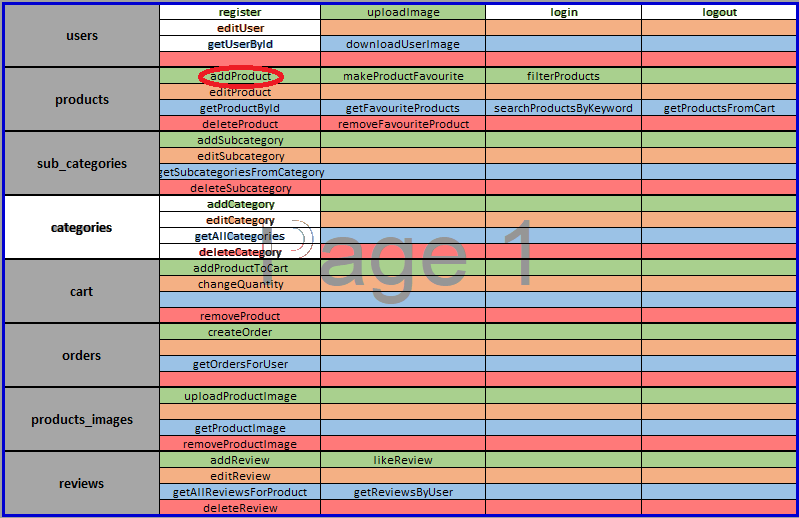 users register uploadImage login logout
editUser
getUserById downloadUserImage
products addProduct makeProductFavourite filterProducts
editProduct
getProductById getFavouriteProducts searchProductsByKeyword getProductsFromCart
deleteProduct removeFavouriteProduct
sub_categories addSubcategory
editSubcategory
getSubcategoriesFromCategory
deleteSubcategory
categories addCategory
editCategory
getAllCategories
deleteCategory
Page 1
cart addProductToCart
changeQuantity
removeProduct
orders createOrder
getOrdersForUser
products_images uploadProductImage
getProductImage
removeProductImage
reviews addReview likeReview
editReview
getAllReviewsForProduct getReviewsByUser
deleteReview